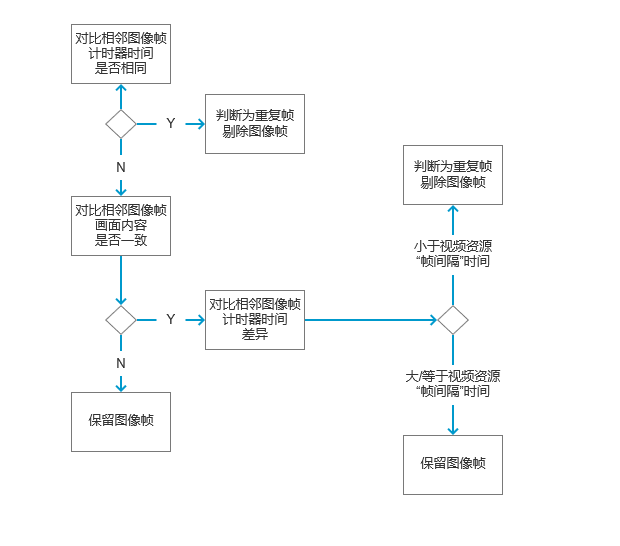 对比相邻图像帧
计时器时间
是否相同
Y
判断为重复帧
剔除图像帧
N
对比相邻图像帧
画面内容
是否一致
Y
对比相邻图像帧
计时器时间
差异
N
保留图像帧
判断为重复帧
剔除图像帧
小于视频资源
“帧间隔”时间
大/等于视频资源
“帧间隔”时间
保留图像帧